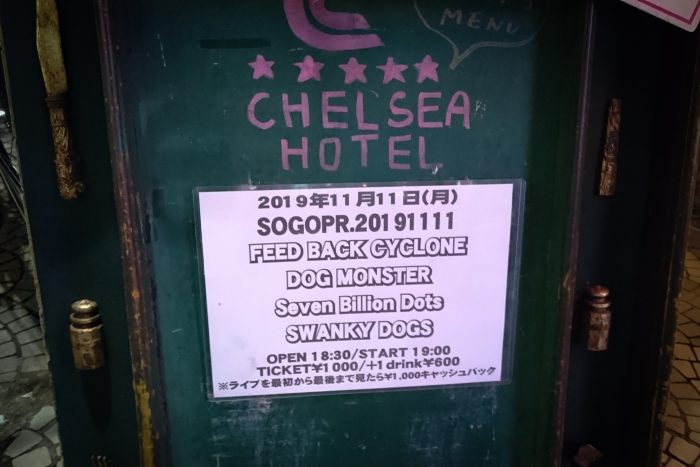 MENU
CHELSEA
HOTEL
2019年11月11日(月)
SOGOPR.20191111
FEED BACK CYCLONE
DOG MONSTER
Seven Billion Dots
SWANKY DOGS
OPEN 18:30/START 19:00
TICKET¥1000/+1drink¥600
※ライブを最初から最後まで見たら¥1,000キャッシュバック